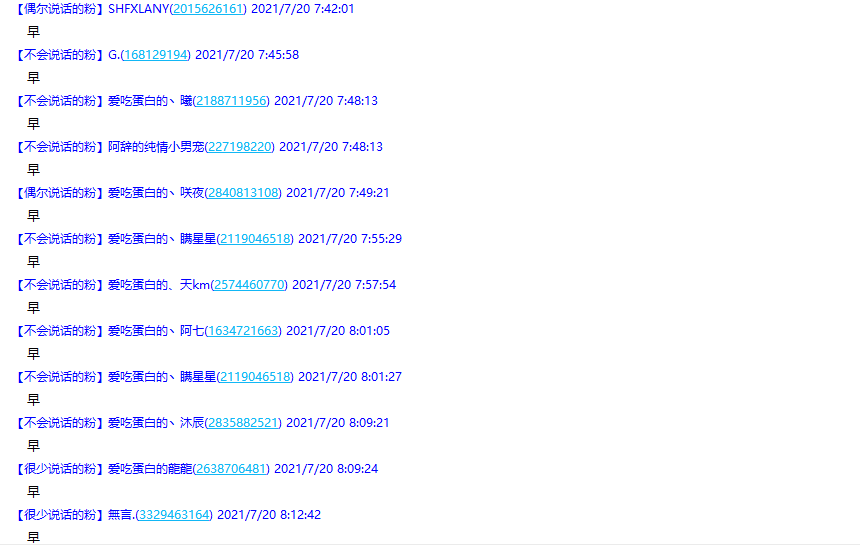 【偶尔说话的粉】SHFXLANY(2015626161) 2021/7/20 7:42:01
早
【不会说话的粉】G.(168129194) 2021/7/20 7:45:58
早
【不会说话的粉】爱吃蛋白的丶曦(2188711956) 2021/7/20 7:48:13
早
【不会说话的粉】阿辞的纯情小男宠(227198220) 2021/7/20 7:48:13
早
【偶尔说话的粉】爱吃蛋白的丶咲夜(2840813108) 2021/7/20 7:49:21
早
【不会说话的粉】爱吃蛋白的丶瞒星星(2119046518) 2021/7/20 7:55:29
早
【不会说话的粉】爱吃蛋白的、天km(2574460770) 2021/7/20 7:57:54
早
【不会说话的粉】爱吃蛋白的丶阿七(1634721663) 2021/7/20 8:01:05
早
【不会说话的粉】爱吃蛋白的丶瞒星星(2119046518) 2021/7/20 8:01:27
早
【不会说话的粉】爱吃蛋白的丶沐辰(2835882521) 2021/7/20 8:09:21
早
【很少说话的粉】爱吃蛋白的龍龍(2638706481) 2021/7/20 8:09:24
早
【很少说话的粉】無言.(3329463164) 2021/7/20 8:12:42
早